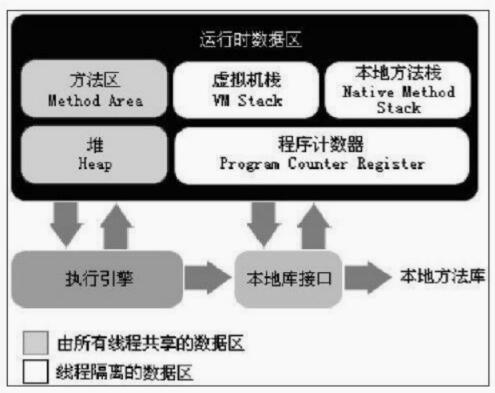 运行时数据区
方法区
Method Area
虚拟机栈
VM Stack
本地方法栈
Native Method
Stack
堆
Heap
程序计数器
Program Counter Register
执行引擎
本地库接口
本地方法库
由所有线程共享的数据区
线程隔离的数据区